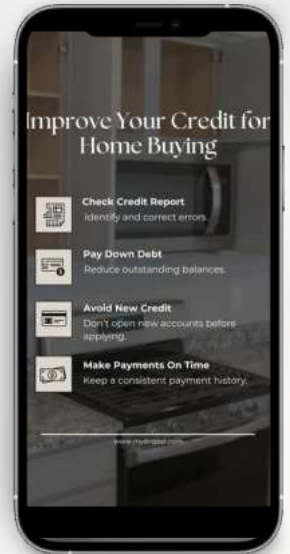 Improve Your Credit for
Home Buying
Check Credit Report
Identify and correct errors.
Pay Down Debt
Reduce outstanding balances.
Avoid New Credit
Don't open new accounts before
applying.
Make Payments On Time
Keep a consistent payment history.